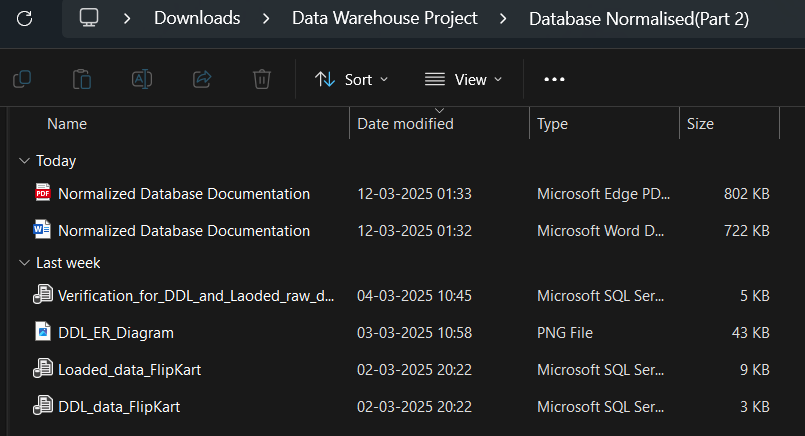 Downloads > Data Warehouse Project > Database Normalised(Part 2)
Sort View •••
Name Date modified Type Size
Today
PDF Normalized Database Documentation 12-03-2025 01:33 Microsoft Edge PD... 802 KB
W Normalized Database Documentation 12-03-2025 01:32 Microsoft Word D... 722 KB
Last week
Verification_for_DDL_and_Laoded_raw_d... 04-03-2025 10:45 Microsoft SQL Ser... 5 KB
DDL_ER_Diagram 03-03-2025 10:58 PNG File 43 KB
Loaded_data_FlipKart 02-03-2025 20:22 Microsoft SQL Ser... 9 KB
DDL_data_FlipKart 02-03-2025 20:22 Microsoft SQL Ser... 3 KB